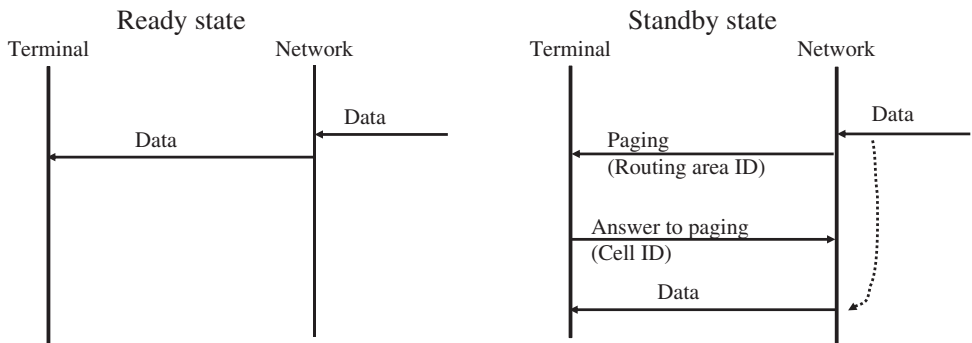 Ready state
Terminal
Network
Data
Data
Standby state
Terminal
Network
Data
Paging
(Routing area ID)
Answer to paging
(Cell ID)
Data